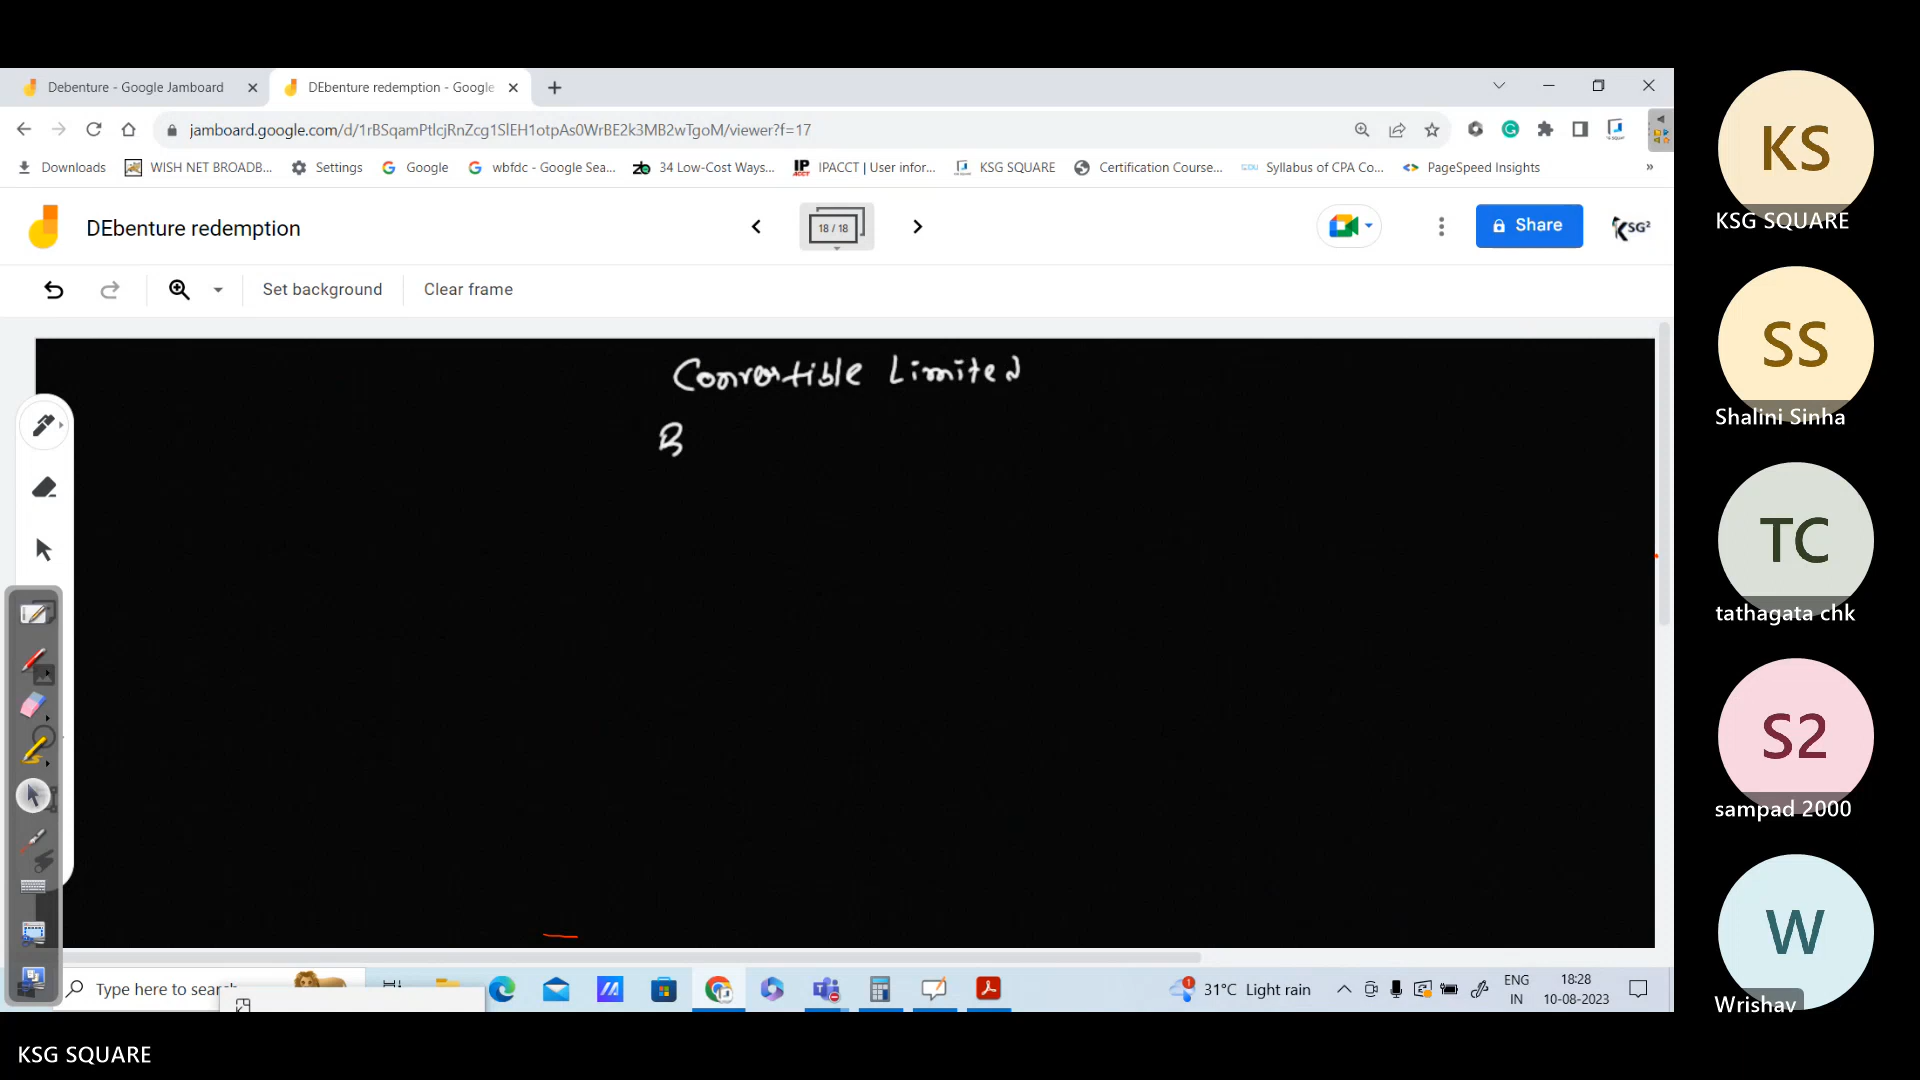 Debenture - Google Jamboard
DEbenture redemption - Google
jamboard.google.com/d/1rBSqamPtlcjRnZcg1SlEH1otpAs0WrBE2k3MB2wTgoM/viewer?f=17
Downloads
WISH NET BROADB...
Settings
Google
wbfdc - Google Sea...
34 Low-Cost Ways...
IPACCT | User infor...
KSG SQUARE
Certification Course...
Syllabus of CPA Co...
PageSpeed Insights
»
DEbenture redemption
18 / 18
Share
KSG²
Set background
Clear frame
Convertible Limited
B
Type here to search
31°C Light rain
ENG
IN
18:28
10-08-2023
KS
KSG SQUARE
SS
Shalini Sinha
TC
tathagata chk
S2
sampad 2000
W
Wrishav
KSG SQUARE